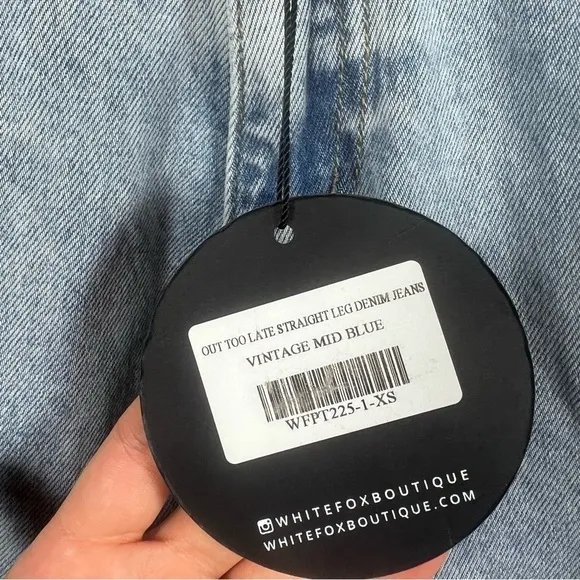 OUT TOO LATE STRAIGHT LEG DENIM JEANS
VINTAGE MID BLUE
WFPT225-1-XS
WHITEFOXBOUTIQUE
WHITEFOXBOUTIQUE.COM